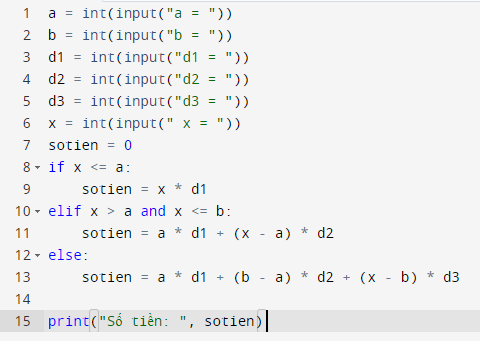 1 a = int(input("a = "))
2 b = int(input("b = "))
3 d1 = int(input("d1 = "))
4 d2 = int(input("d2 = "))
5 d3 = int(input("d3 = "))
6 x = int(input(" x = "))
7 sotien = 0
8 if x <= a:
9     sotien = x * d1
10 elif x > a and x <= b:
11     sotien = a * d1 + (x - a) * d2
12 else:
13     sotien = a * d1 + (b - a) * d2 + (x - b) * d3
14
15 print("Số tiền: ", sotien)